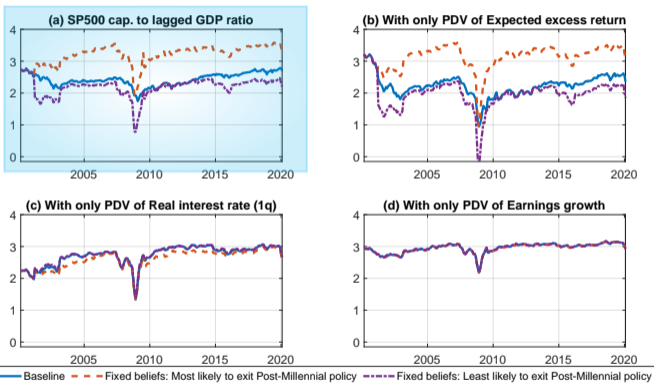 (a) SP500 cap. to lagged GDP ratio
4
3
2
1
0
2005 2010 2015 2020
(b) With only PDV of Expected excess return
4
3
2
1
0
2005 2010 2015 2020
(c) With only PDV of Real interest rate (1q)
4
3
2
1
0
2005 2010 2015 2020
(d) With only PDV of Earnings growth
4
3
2
1
0
2005 2010 2015 2020
Baseline Fixed beliefs: Most likely to exit Post-Millennial policy Fixed beliefs: Least likely to exit Post-Millennial policy